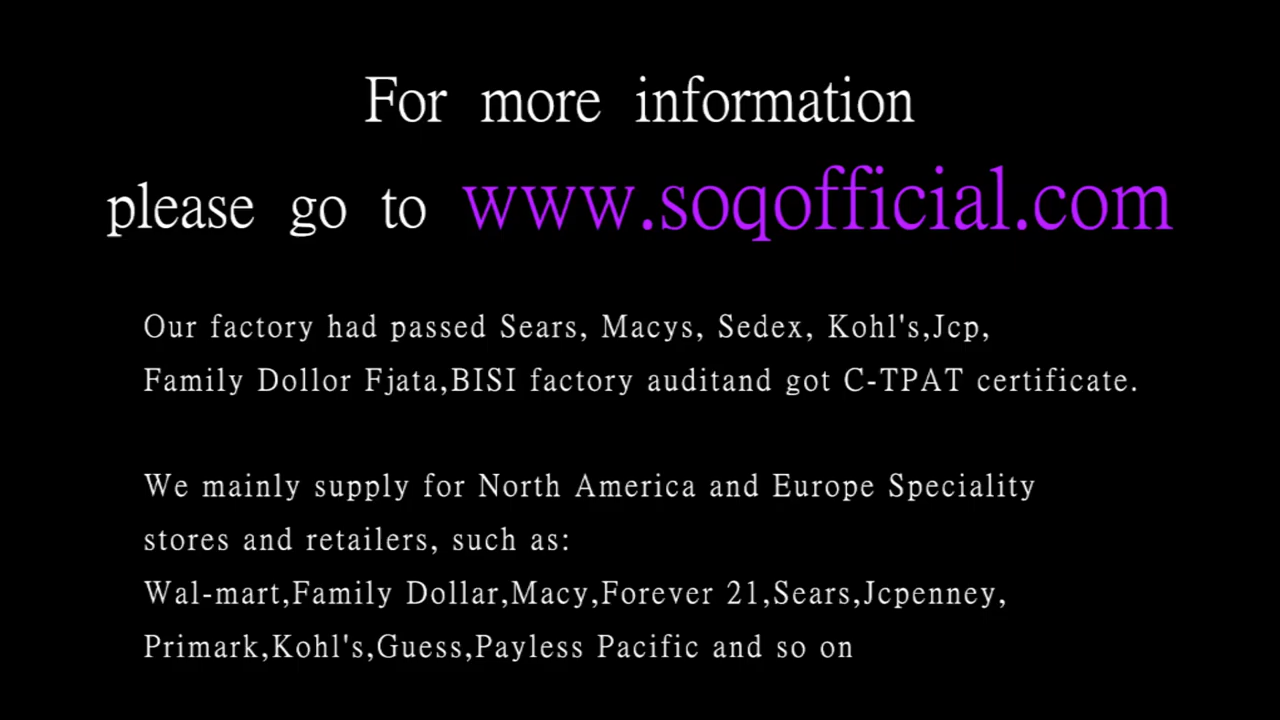 For more information
please go to www.soqofficial.com
Our factory had passed Sears, Macys, Sedex, Kohl's,Jcp,
Family Dollor Fjata,BISI factory auditand got C-TPAT certificate.
We mainly supply for North America and Europe Speciality
stores and retailers, such as:
Wal-mart,Family Dollar,Macy,Forever 21,Sears,Jcpenney,
Primark,Kohl's,Guess,Payless Pacific and so on